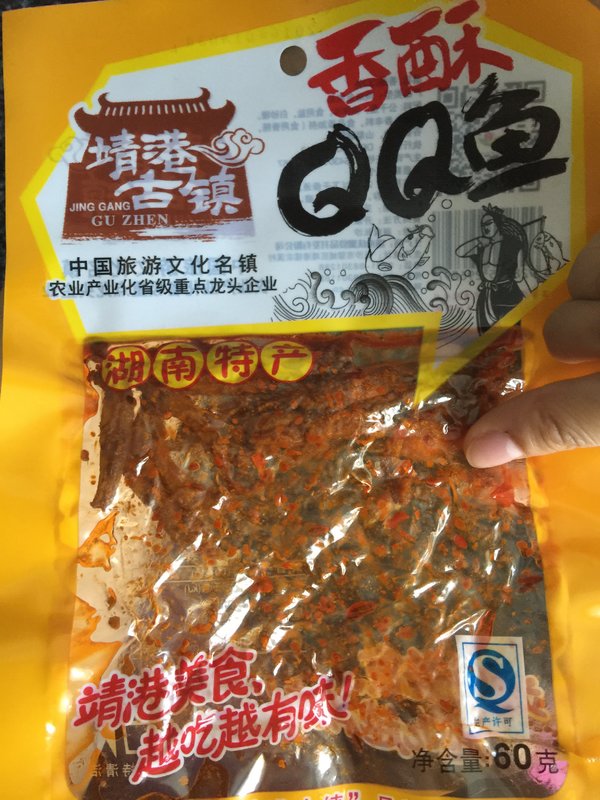 香酥
QQ鱼
靖港
古镇
JING GANG
GU ZHEN
中国旅游文化名镇
农业产业化省级重点龙头企业
湖南特产
靖港美食、
越吃越有味!
生产许可
净含量:60克